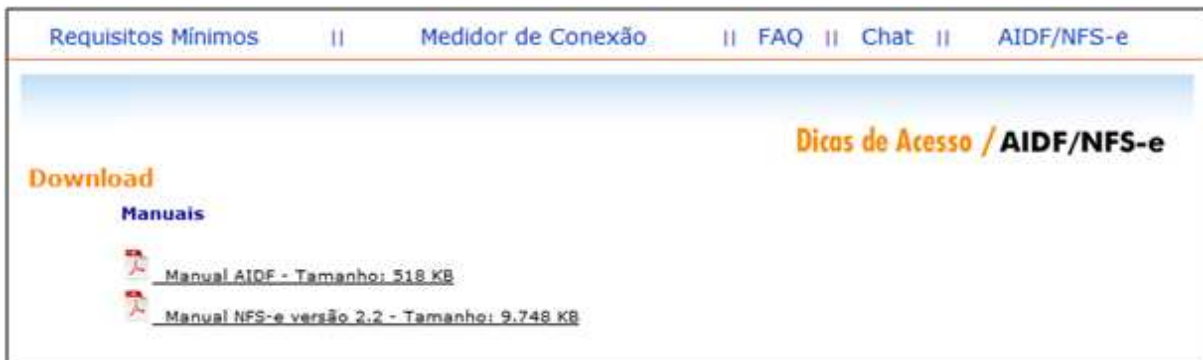 Requisitos Mínimos || Medidor de Conexão || FAQ || Chat || AIDF/NFS-e
Dicas de Acesso / AIDF/NFS-e
Download
Manuais
Manual AIDF - Tamanho: 518 KB
Manual NFS-e versão 2.2 - Tamanho: 9.748 KB